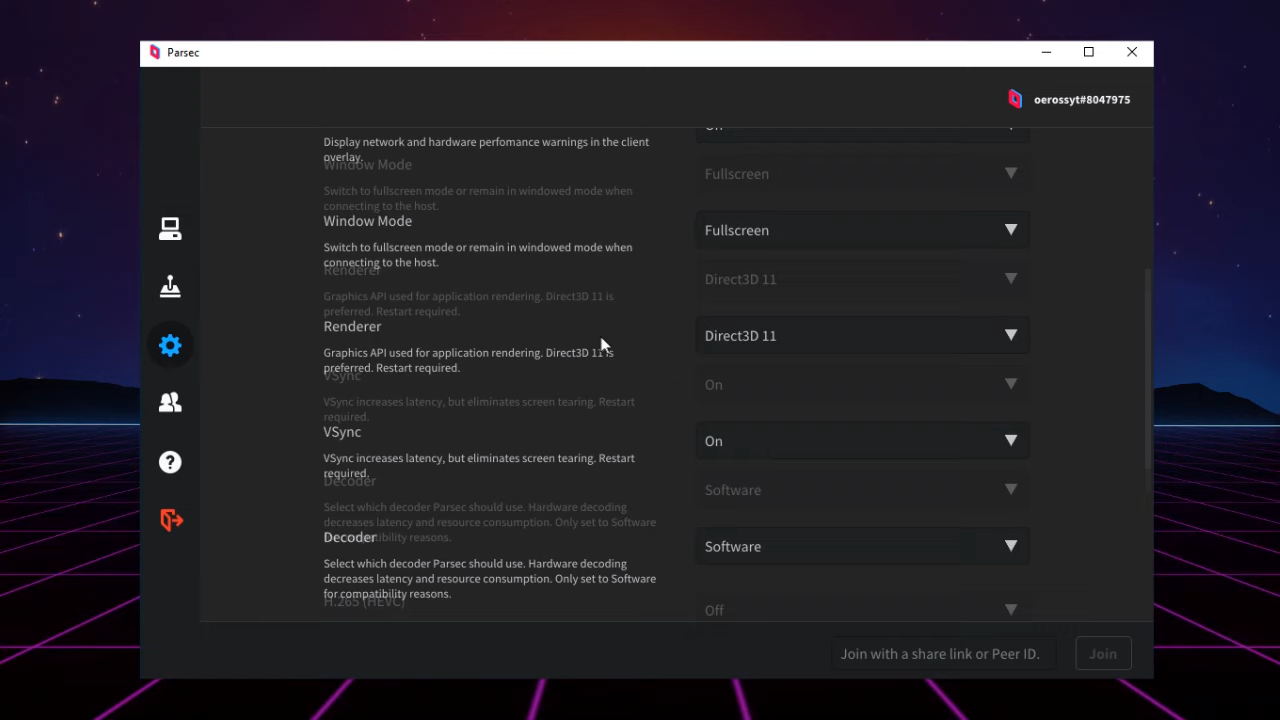 Parsec
oerossyt#8047975
On
Display network and hardware perfomance warnings in the client
overlay.
Window Mode
Fullscreen
Switch to fullscreen mode or remain in windowed mode when
connecting to the host.
Window Mode
Fullscreen
Switch to fullscreen mode or remain in windowed mode when
connecting to the host.
Renderer
Direct3D 11
Graphics API used for application rendering. Direct3D 11 is
preferred. Restart required.
Renderer
Direct3D 11
Graphics API used for application rendering. Direct3D 11 is
preferred. Restart required.
VSync
On
VSync increases latency, but eliminates screen tearing. Restart
required.
VSync
On
VSync increases latency, but eliminates screen tearing. Restart
required.
Decoder
Software
Select which decoder Parsec should use. Hardware decoding
decreases latency and resource consumption. Only set to Software
for compatibility reasons.
Decoder
Software
Select which decoder Parsec should use. Hardware decoding
decreases latency and resource consumption. Only set to Software
for compatibility reasons.
H.265 (HEVC)
Off
Join with a share link or Peer ID.
Join